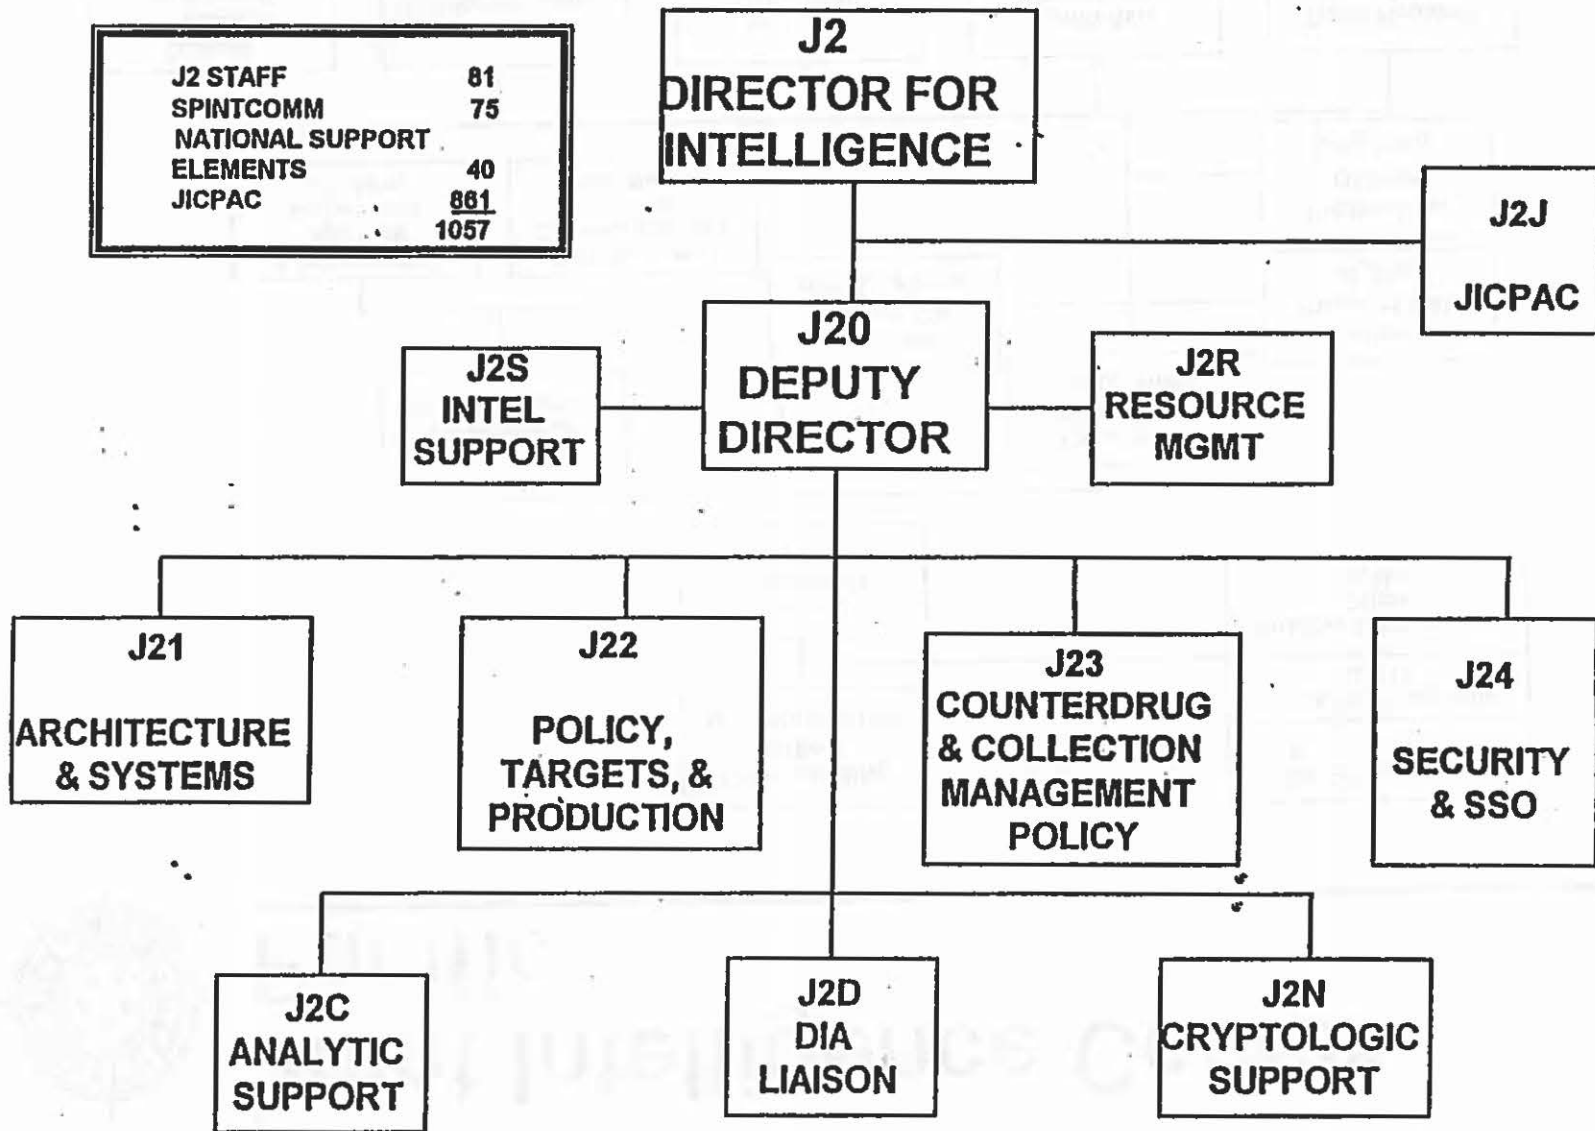 J2 STAFF 81
SPINTCOMM 75
NATIONAL SUPPORT
ELEMENTS 40
JICPAC 861
1057
J2
DIRECTOR FOR
INTELLIGENCE
J2J
JICPAC
J20
DEPUTY
DIRECTOR
J2S
INTEL
SUPPORT
J2R
RESOURCE
MGMT
J21
ARCHITECTURE
& SYSTEMS
J22
POLICY,
TARGETS, &
PRODUCTION
J23
COUNTERDRUG
& COLLECTION
MANAGEMENT
POLICY
J24
SECURITY
& SSO
J2C
ANALYTIC
SUPPORT
J2D
DIA
LIAISON
J2N
CRYPTOLOGIC
SUPPORT